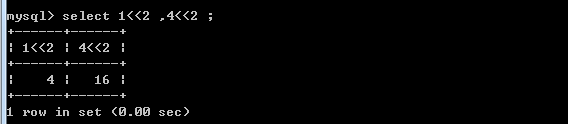 mysql> select 1<<2 ,4<<2 ;
+------+------+
¦ 1<<2 ¦ 4<<2 ¦
+------+------+
¦    4 ¦   16 ¦
+------+------+
1 row in set (0.00 sec)